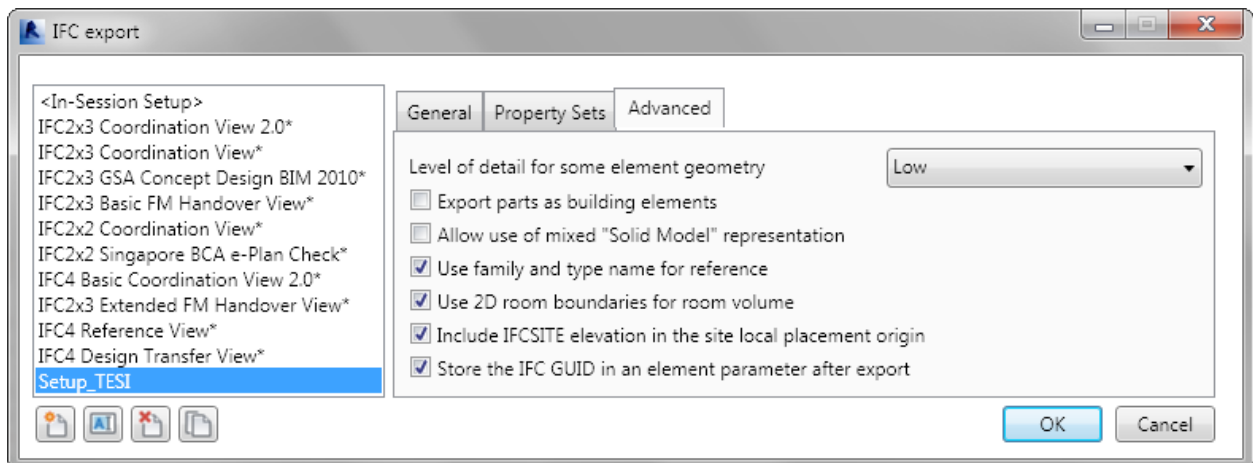 IFC export
<In-Session Setup>
IFC2x3 Coordination View 2.0*
IFC2x3 Coordination View*
IFC2x3 GSA Concept Design BIM 2010*
IFC2x3 Basic FM Handover View*
IFC2x2 Coordination View*
IFC2x2 Singapore BCA e-Plan Check*
IFC4 Basic Coordination View 2.0*
IFC2x3 Extended FM Handover View*
IFC4 Reference View*
IFC4 Design Transfer View*
Setup_TESI
General Property Sets Advanced
Level of detail for some element geometry Low
Export parts as building elements
Allow use of mixed "Solid Model" representation
Use family and type name for reference
Use 2D room boundaries for room volume
Include IFCSITE elevation in the site local placement origin
Store the IFC GUID in an element parameter after export
OK Cancel